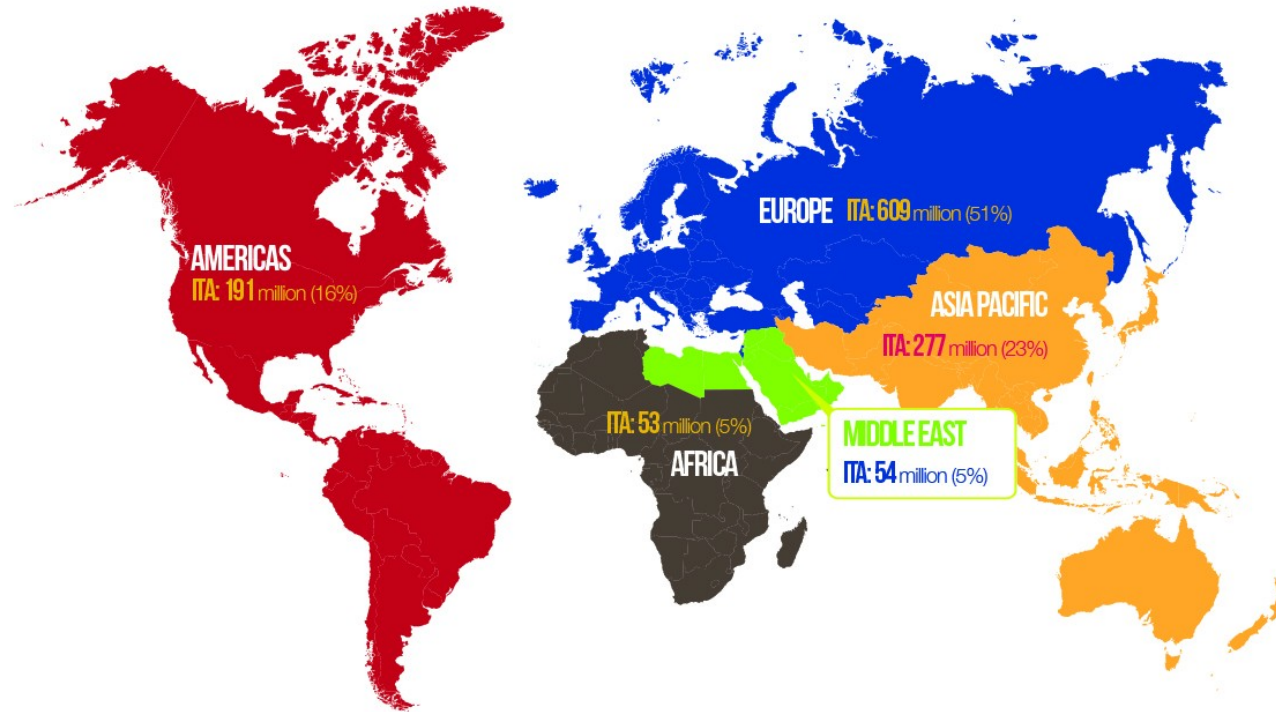 AMERICAS
ITA: 191 million (16%)
EUROPE ITA: 609 million (51%)
ASIA PACIFIC
ITA: 277 million (23%)
ITA: 53 million (5%)
AFRICA
MIDDLE EAST
ITA: 54 million (5%)